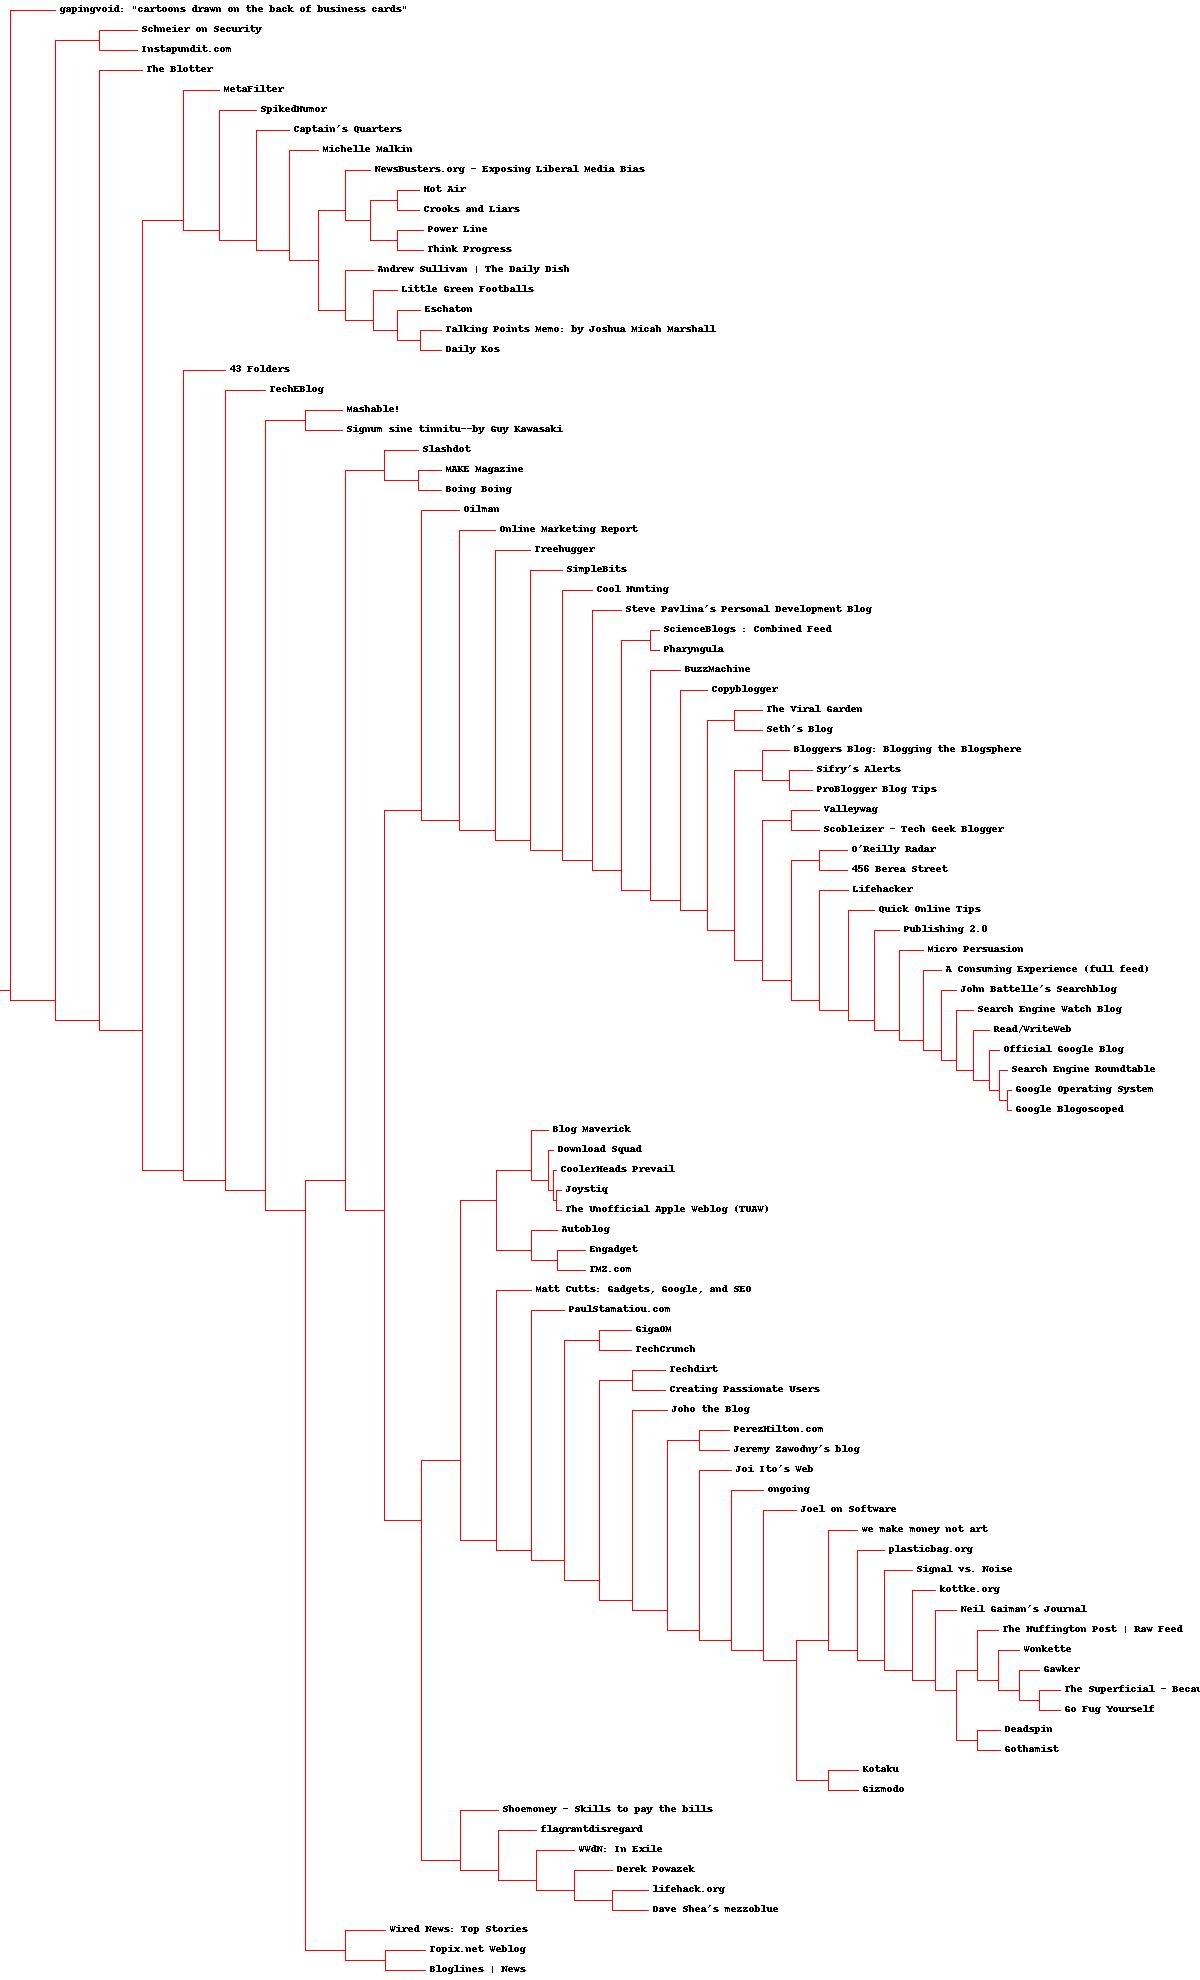 gapingvoid: "cartoons drawn on the back of business cards"
Schneier on Security
Instapundit.com
The Blotter
MetaFilter
SpikedHumor
Captain's Quarters
Michelle Malkin
NewsBusters.org - Exposing Liberal Media Bias
Hot Air
Crooks and Liars
Power Line
Think Progress
Andrew Sullivan | The Daily Dish
Little Green Footballs
Eschaton
Talking Points Memo: by Joshua Micah Marshall
Daily Kos
43 Folders
TechEBlog
Mashable!
Signum sine tinnitu--by Guy Kawasaki
Slashdot
MAKE Magazine
Boing Boing
Oilman
Online Marketing Report
Treehugger
SimpleBits
Cool Hunting
Steve Pavlina's Personal Development Blog
ScienceBlogs : Combined Feed
Pharyngula
BuzzMachine
Copyblogger
The Viral Garden
Seth's Blog
Bloggers Blog: Blogging the Blogsphere
Sifry's Alerts
ProBlogger Blog Tips
Valleywag
Scobleizer - Tech Geek Blogger
O'Reilly Radar
456 Berea Street
Lifehacker
Quick Online Tips
Publishing 2.0
Micro Persuasion
A Consuming Experience (full feed)
John Battelle's Searchblog
Search Engine Watch Blog
Read/WriteWeb
Official Google Blog
Search Engine Roundtable
Google Operating System
Google Blogoscoped
Blog Maverick
Download Squad
CoolerHeads Prevail
Joystiq
The Unofficial Apple Weblog (TUAW)
Autoblog
Engadget
TMZ.com
Matt Cutts: Gadgets, Google, and SEO
PaulStamatiou.com
GigaOM
TechCrunch
Techdirt
Creating Passionate Users
Joho the Blog
PerezHilton.com
Jeremy Zawodny's blog
Joi Ito's Web
ongoing
Joel on Software
we make money not art
plasticbag.org
Signal vs. Noise
kottke.org
Neil Gaiman's Journal
The Huffington Post | Raw Feed
Wonkette
Gawker
The Superficial - Becau
Go Fug Yourself
Deadspin
Gothamist
Kotaku
Gizmodo
Shoemoney - Skills to pay the bills
flagrantdisregard
WWdN: In Exile
Derek Powazek
lifehack.org
Dave Shea's mezzoblue
Wired News: Top Stories
Topix.net Weblog
Bloglines | News